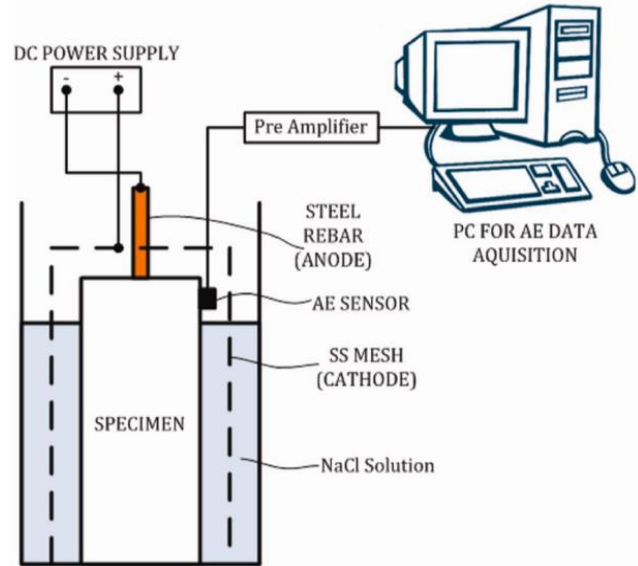 DC POWER SUPPLY
- +
Pre Amplifier
STEEL
REBAR
(ANODE)
PC FOR AE DATA
AQUISITION
AE SENSOR
SS MESH
(CATHODE)
SPECIMEN
NaCl Solution